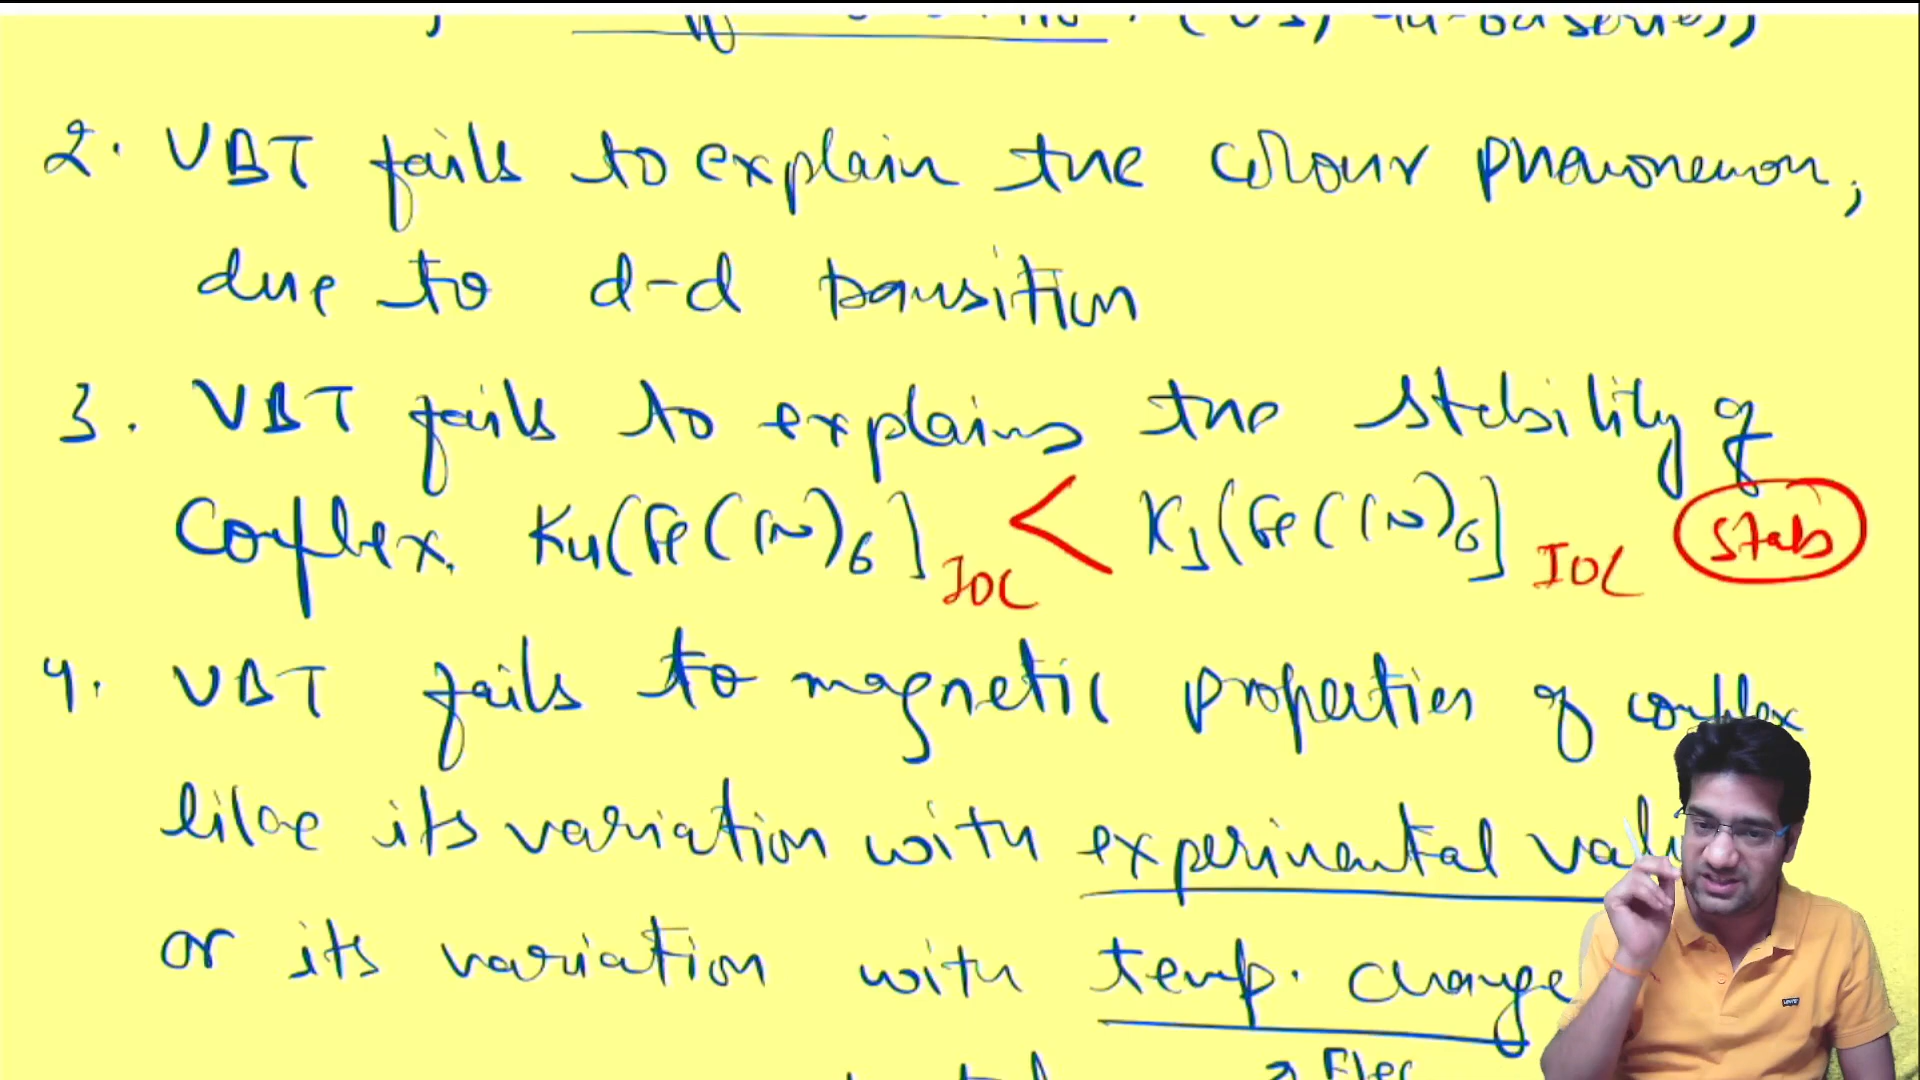 2. VBT fails to explain the colour phenomenon,
due to d-d transition
3. VBT fails to explains the stability of
Complex. K4[Fe(CN)6] IOC < K3[Fe(CN)6] IOC stab
4. VBT fails to magnetic properties of complex
like its variation with experimental
or its variation with temp. change